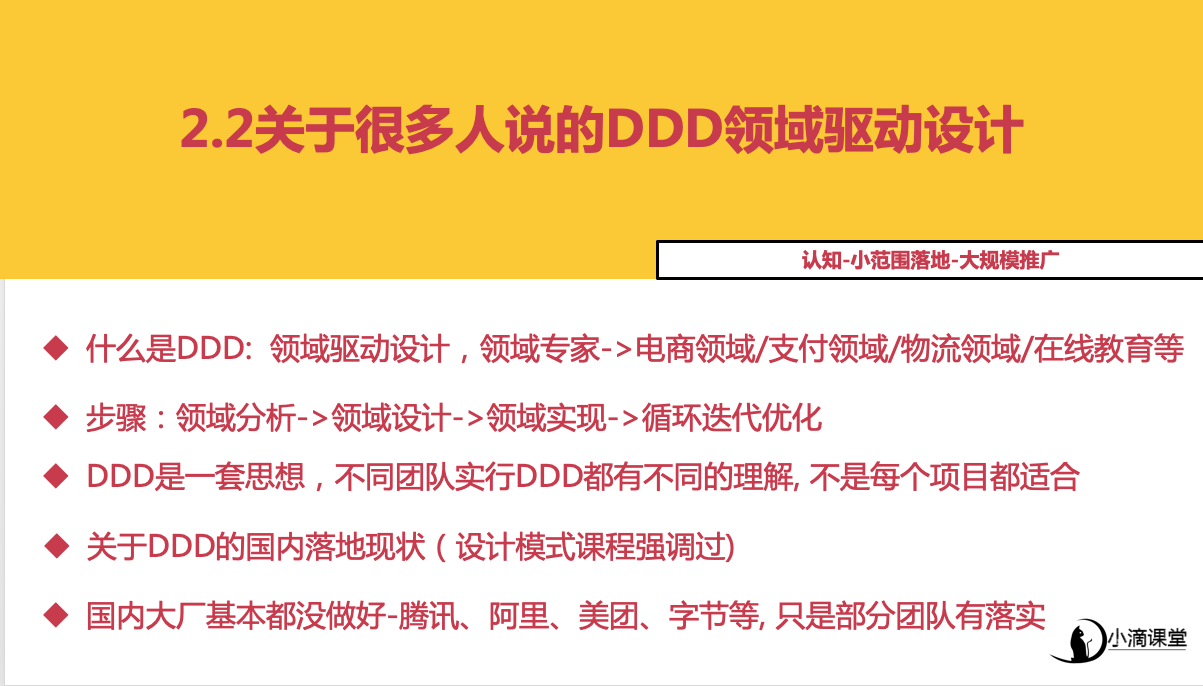 2.2关于很多人说的DDD领域驱动设计
认知-小范围落地-大规模推广
什么是DDD: 领域驱动设计，领域专家->电商领域/支付领域/物流领域/在线教育等
步骤：领域分析->领域设计->领域实现->循环迭代优化
DDD是一套思想，不同团队实行DDD都有不同的理解, 不是每个项目都适合
关于DDD的国内落地现状（设计模式课程强调过)
国内大厂基本都没做好-腾讯、阿里、美团、字节等, 只是部分团队有落实
小滴课堂